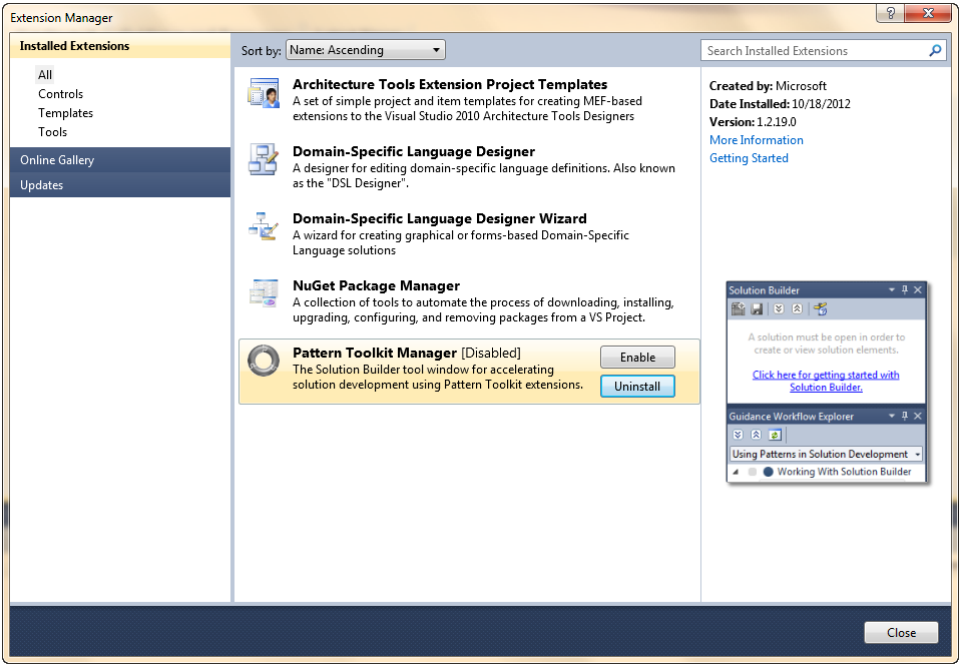 Extension Manager
?
Installed Extensions
All
Controls
Templates
Tools
Online Gallery
Updates
Sort by: Name: Ascending
Architecture Tools Extension Project Templates
A set of simple project and item templates for creating MEF-based
extensions to the Visual Studio 2010 Architecture Tools Designers
Domain-Specific Language Designer
A designer for editing domain-specific language definitions. Also known
as the "DSL Designer".
Domain-Specific Language Designer Wizard
A wizard for creating graphical or forms-based Domain-Specific
Language solutions
NuGet Package Manager
A collection of tools to automate the process of downloading, installing,
upgrading, configuring, and removing packages from a VS Project.
Pattern Toolkit Manager [Disabled]
The Solution Builder tool window for accelerating
solution development using Pattern Toolkit extensions.
Enable
Uninstall
Search Installed Extensions
Created by: Microsoft
Date Installed: 10/18/2012
Version: 1.2.19.0
More Information
Getting Started
Solution Builder
A solution must be open in order to
create or view solution elements.
Click here for getting started with
Solution Builder.
Guidance Workflow Explorer
Using Patterns in Solution Development
Working With Solution Builder
Close